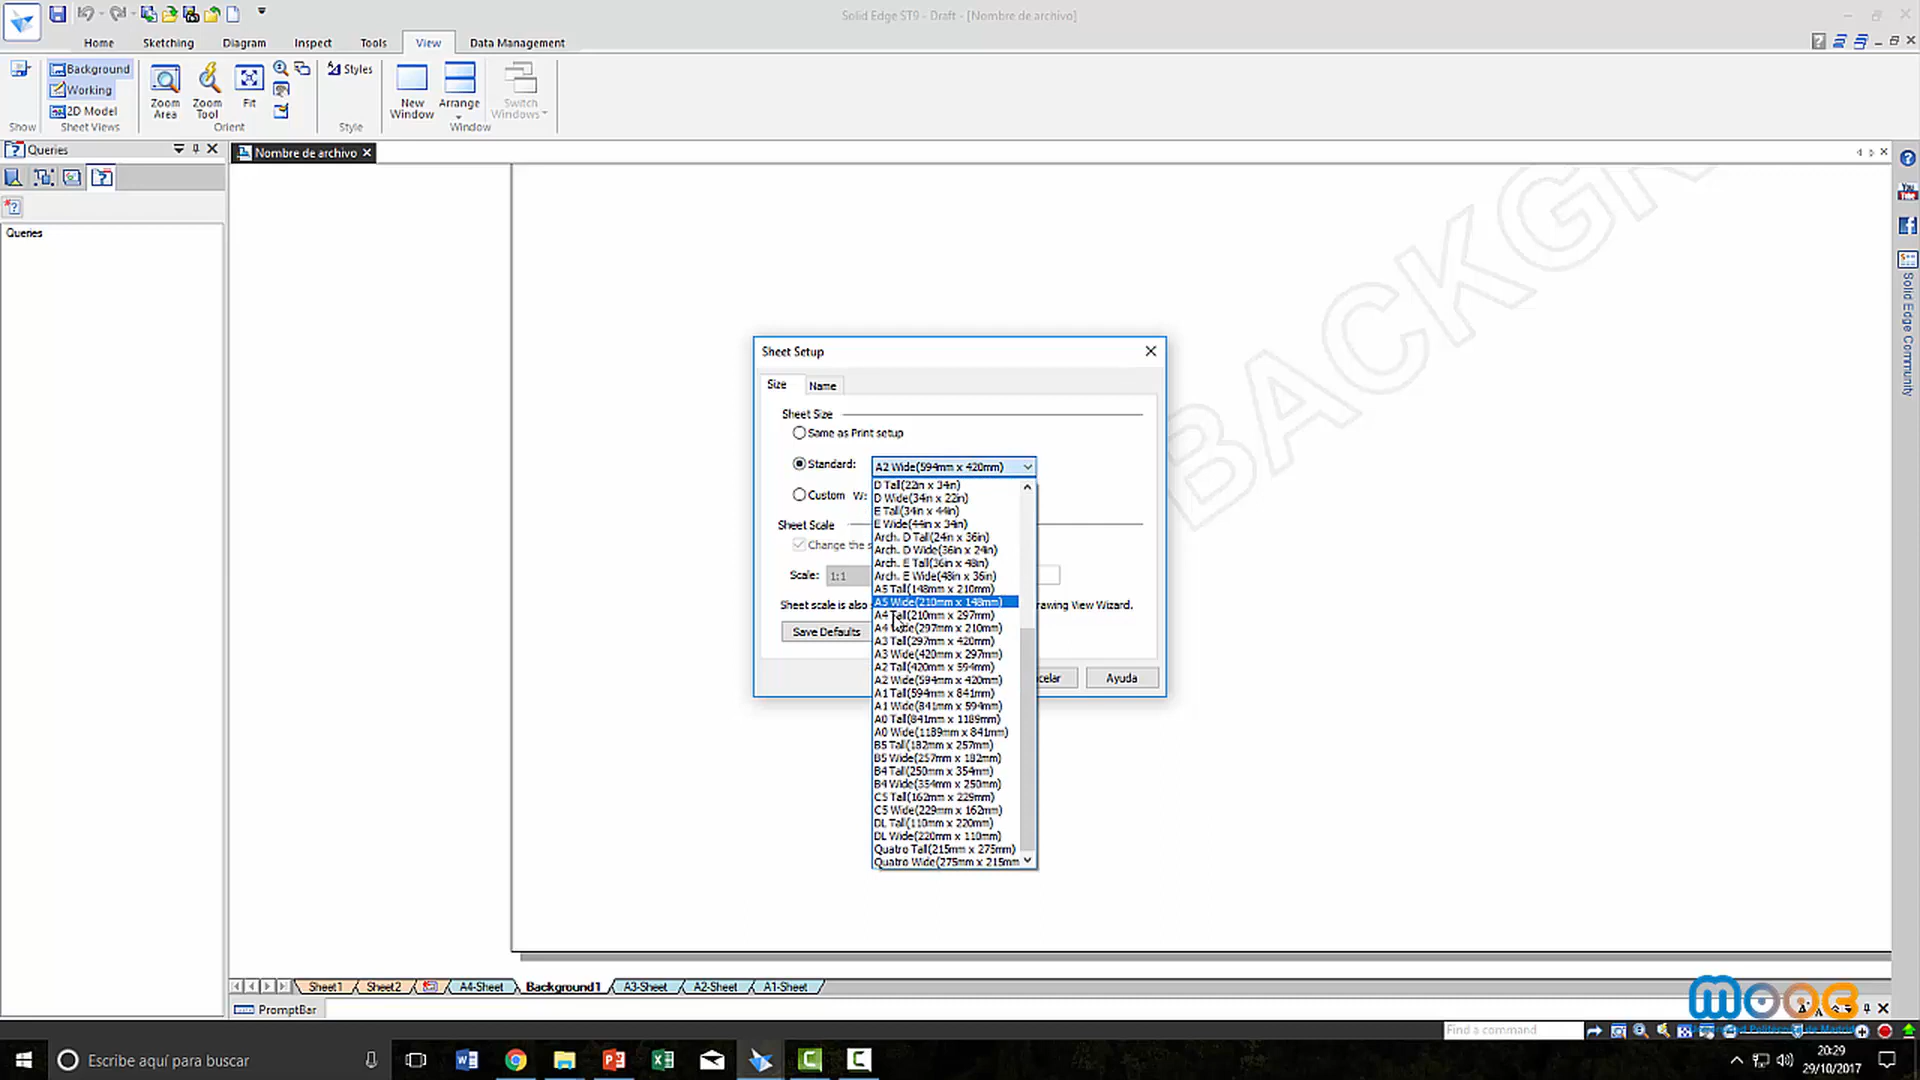 Solid Edge ST9 - Draft - [Nombre de archivo]
Home Sketching Diagram Inspect Tools View Data Management
Background
Working
2D Model
Zoom Area
Zoom Tool
Fit
Styles
New Window
Arrange
Switch Windows
Show Sheet Views Orient Style Window
Queries
Nombre de archivo
Queries
BACKGR
Solid Edge Community
Sheet Setup
Size Name
Sheet Size
Same as Print setup
Standard: A2 Wide(594mm x 420mm)
Custom W:
Sheet Scale
Change the s
Scale: 1:1
Sheet scale is also
rawing View Wizard.
Save Defaults
celar Ayuda
D Tall(22in x 34in)
D Wide(34in x 22in)
E Tall(34in x 44in)
E Wide(44in x 34in)
Arch. D Tall(24in x 36in)
Arch. D Wide(36in x 24in)
Arch. E Tall(36in x 48in)
Arch. E Wide(48in x 36in)
A5 Tall(148mm x 210mm)
A5 Wide(210mm x 148mm)
A4 Tall(210mm x 297mm)
A4 Wide(297mm x 210mm)
A3 Tall(297mm x 420mm)
A3 Wide(420mm x 297mm)
A2 Tall(420mm x 594mm)
A2 Wide(594mm x 420mm)
A1 Tall(594mm x 841mm)
A1 Wide(841mm x 594mm)
A0 Tall(841mm x 1189mm)
A0 Wide(1189mm x 841mm)
B5 Tall(182mm x 257mm)
B5 Wide(257mm x 182mm)
B4 Tall(250mm x 354mm)
B4 Wide(354mm x 250mm)
C5 Tall(162mm x 229mm)
C5 Wide(229mm x 162mm)
DL Tall(110mm x 220mm)
DL Wide(220mm x 110mm)
Quatro Tall(215mm x 275mm)
Quatro Wide(275mm x 215mm
Sheet1 Sheet2 A4-Sheet Background1 A3-Sheet A2-Sheet A1-Sheet
PromptBar
mooc
Find a command
Escribe aquí para buscar
20:29
29/10/2017